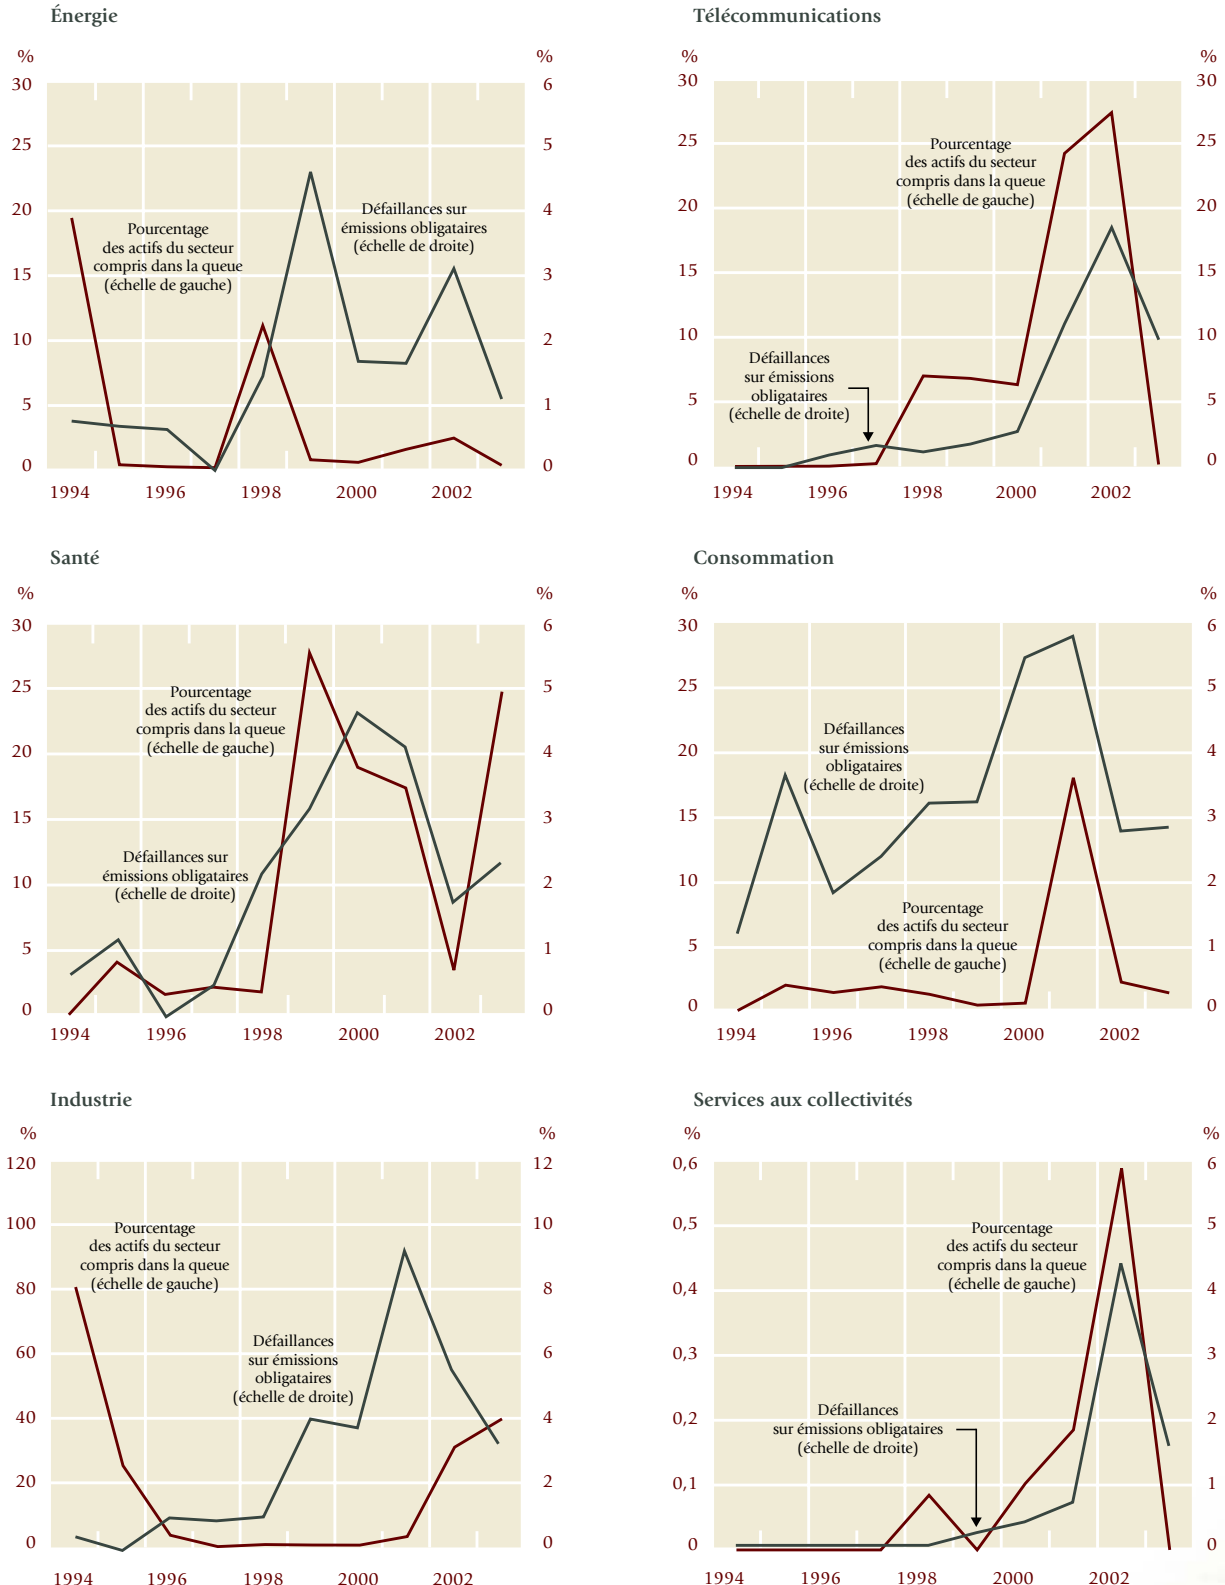 Énergie
%
%
30
25
20
15
10
5
0
6
5
4
3
2
1
0
Pourcentage
des actifs du secteur
compris dans la queue
(échelle de gauche)
Défaillances sur
émissions obligataires
(échelle de droite)
1994
1996
1998
2000
2002
Télécommunications
%
%
30
25
20
15
10
5
0
30
25
20
15
10
5
0
Pourcentage
des actifs du secteur
compris dans la queue
(échelle de gauche)
Défaillances
sur émissions
obligataires
(échelle de droite)
1994
1996
1998
2000
2002
Santé
%
%
30
25
20
15
10
5
0
6
5
4
3
2
1
0
Pourcentage
des actifs du secteur
compris dans la queue
(échelle de gauche)
Défaillances sur
émissions obligataires
(échelle de droite)
1994
1996
1998
2000
2002
Consommation
%
%
30
25
20
15
10
5
0
6
5
4
3
2
1
0
Défaillances
sur émissions
obligataires
(échelle de droite)
Pourcentage
des actifs du secteur
compris dans la queue
(échelle de gauche)
1994
1996
1998
2000
2002
Industrie
%
%
120
100
80
60
40
20
0
12
10
8
6
4
2
0
Pourcentage
des actifs du secteur
compris dans la queue
(échelle de gauche)
Défaillances
sur émissions
obligataires
(échelle de droite)
1994
1996
1998
2000
2002
Services aux collectivités
%
%
0,6
0,5
0,4
0,3
0,2
0,1
0
6
5
4
3
2
1
0
Pourcentage
des actifs du secteur
compris dans la queue
(échelle de gauche)
Défaillances
sur émissions obligataires
(échelle de droite)
1994
1996
1998
2000
2002